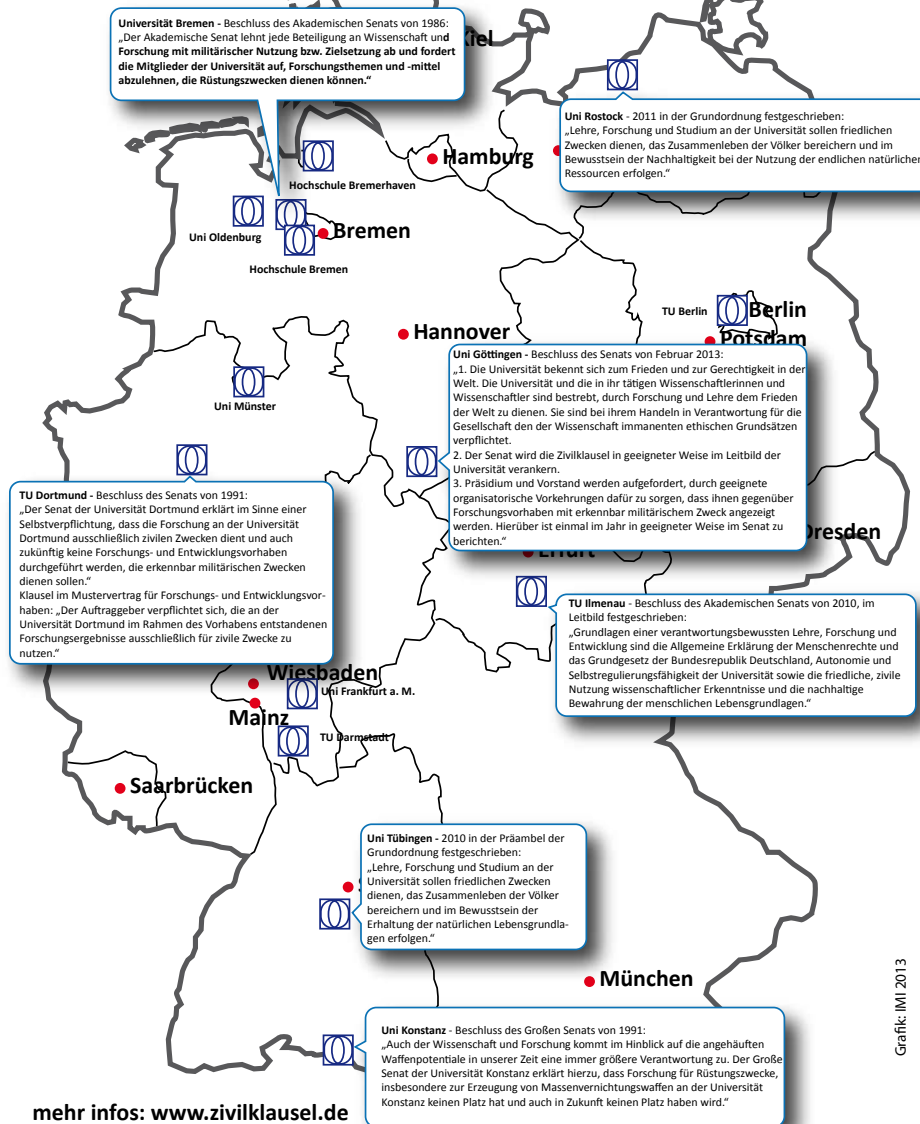 Universität Bremen - Beschluss des Akademischen Senats von 1986:
„Der Akademische Senat lehnt jede Beteiligung an Wissenschaft und
Forschung mit militärischer Nutzung bzw. Zielsetzung ab und fordert
die Mitglieder der Universität auf, Forschungsthemen und -mittel
abzulehnen, die Rüstungszwecken dienen können.“
Kiel
Uni Rostock - 2011 in der Grundordnung festgeschrieben:
„Lehre, Forschung und Studium an der Universität sollen friedlichen
Zwecken dienen, das Zusammenleben der Völker bereichern und im
Bewusstsein der Nachhaltigkeit bei der Nutzung der endlichen natürlichen
Ressourcen erfolgen.“
Hamburg
Hochschule Bremerhaven
Uni Oldenburg
Bremen
Hochschule Bremen
TU Berlin
Berlin
Hannover
Potsdam
Uni Göttingen - Beschluss des Senats von Februar 2013:
„1. Die Universität bekennt sich zum Frieden und zur Gerechtigkeit in der
Welt. Die Universität und die in ihr tätigen Wissenschaftlerinnen und
Wissenschaftler sind bestrebt, durch Forschung und Lehre dem Frieden
der Welt zu dienen. Sie sind bei ihrem Handeln in Verantwortung für die
Gesellschaft den der Wissenschaft immanenten ethischen Grundsätzen
verpflichtet.
2. Der Senat wird die Zivilklausel in geeigneter Weise im Leitbild der
Universität verankern.
3. Präsidium und Vorstand werden aufgefordert, durch geeignete
organisatorische Vorkehrungen dafür zu sorgen, dass ihnen gegenüber
Forschungsvorhaben mit erkennbar militärischem Zweck angezeigt
werden. Hierüber ist einmal im Jahr in geeigneter Weise im Senat zu
berichten.“
Uni Münster
TU Dortmund - Beschluss des Senats von 1991:
„Der Senat der Universität Dortmund erklärt im Sinne einer
Selbstverpflichtung, dass die Forschung an der Universität
Dortmund ausschließlich zivilen Zwecken dient und auch
zukünftig keine Forschungs- und Entwicklungsvorhaben
durchgeführt werden, die erkennbar militärischen Zwecken
dienen sollen.“
Klausel im Mustervertrag für Forschungs- und Entwicklungsvor-
haben: „Der Auftraggeber verpflichtet sich, die an der
Universität Dortmund im Rahmen des Vorhabens entstandenen
Forschungsergebnisse ausschließlich für zivile Zwecke zu
nutzen.“
Dresden
Erfurt
TU Ilmenau - Beschluss des Akademischen Senats von 2010, im
Leitbild festgeschrieben:
„Grundlagen einer verantwortungsbewussten Lehre, Forschung und
Entwicklung sind die Allgemeine Erklärung der Menschenrechte und
das Grundgesetz der Bundesrepublik Deutschland, Autonomie und
Selbstregulierungsfähigkeit der Universität sowie die friedliche, zivile
Nutzung wissenschaftlicher Erkenntnisse und die nachhaltige
Bewahrung der menschlichen Lebensgrundlagen.“
Wiesbaden
Uni Frankfurt a. M.
Mainz
TU Darmstadt
Saarbrücken
Uni Tübingen - 2010 in der Präambel der
Grundordnung festgeschrieben:
„Lehre, Forschung und Studium an der
Universität sollen friedlichen Zwecken
dienen, das Zusammenleben der Völker
bereichern und im Bewusstsein der
Erhaltung der natürlichen Lebensgrundla-
gen erfolgen.“
München
Uni Konstanz - Beschluss des Großen Senats von 1991:
„Auch der Wissenschaft und Forschung kommt im Hinblick auf die angehäuften
Waffenpotentiale in unserer Zeit eine immer größere Verantwortung zu. Der Große
Senat der Universität Konstanz erklärt hierzu, dass Forschung für Rüstungszwecke,
insbesondere zur Erzeugung von Massenvernichtungswaffen an der Universität
Konstanz keinen Platz hat und auch in Zukunft keinen Platz haben wird.“
Grafik: IMI 2013
mehr infos: www.zivilklausel.de